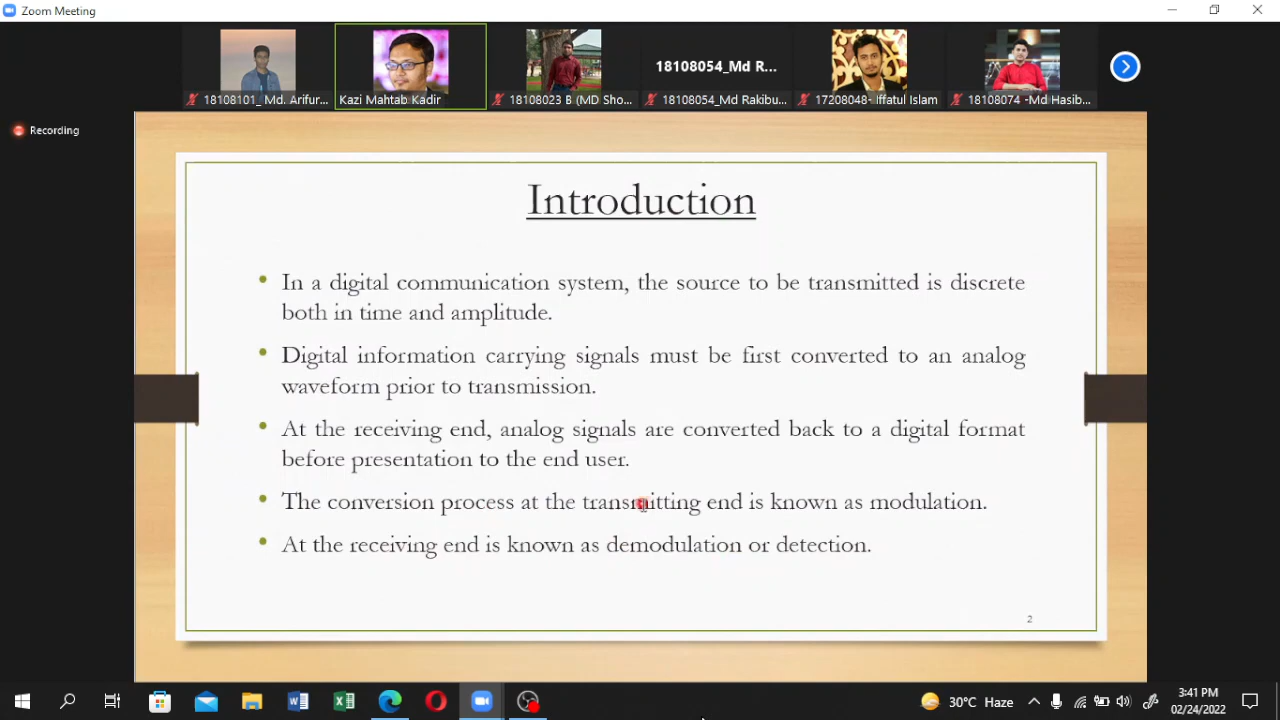 Zoom Meeting
18108054_Md R...
18108101_ Md. Arifur...
Kazi Mahtab Kadir
18108023 B (MD Sho...
18108054_Md Rakibu...
17208048- Iffatul Islam
18108074 -Md Hasib...
Recording
Introduction
• In a digital communication system, the source to be transmitted is discrete
both in time and amplitude.
• Digital information carrying signals must be first converted to an analog
waveform prior to transmission.
• At the receiving end, analog signals are converted back to a digital format
before presentation to the end user.
• The conversion process at the transmitting end is known as modulation.
• At the receiving end is known as demodulation or detection.
2
30°C Haze
3:41 PM
02/24/2022